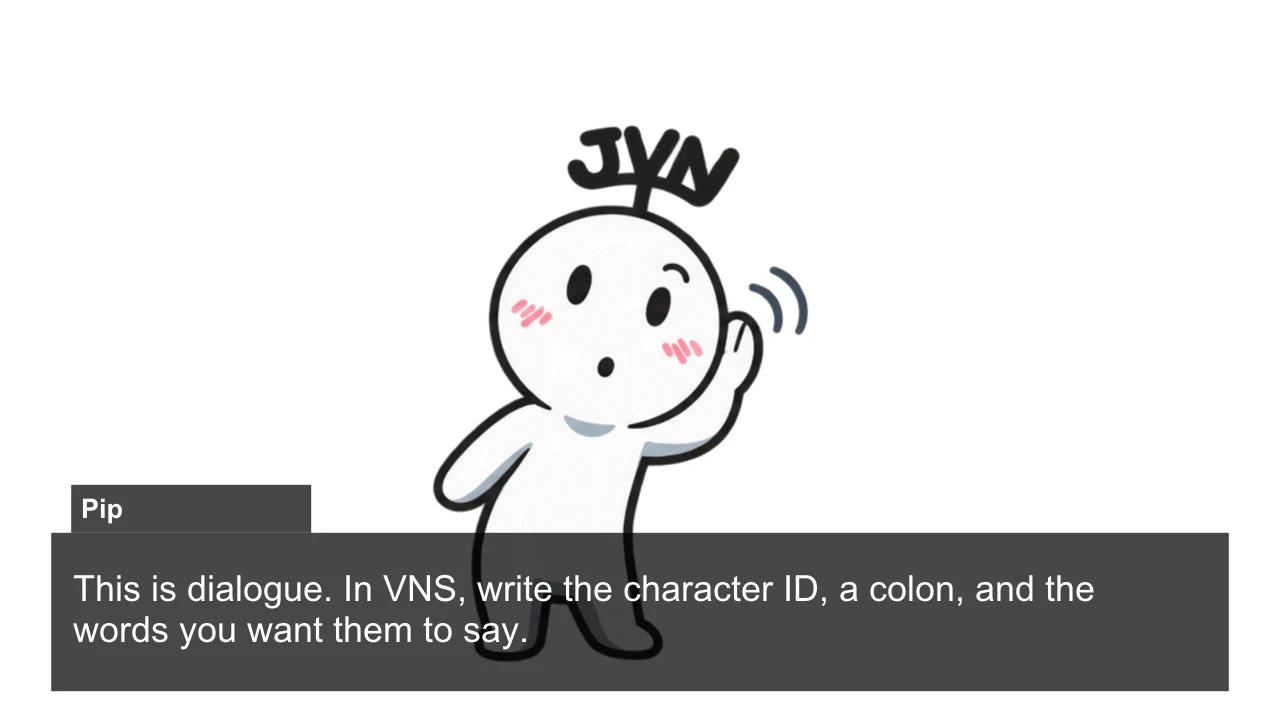 JVN
Pip
This is dialogue. In VNS, write the character ID, a colon, and the
words you want them to say.